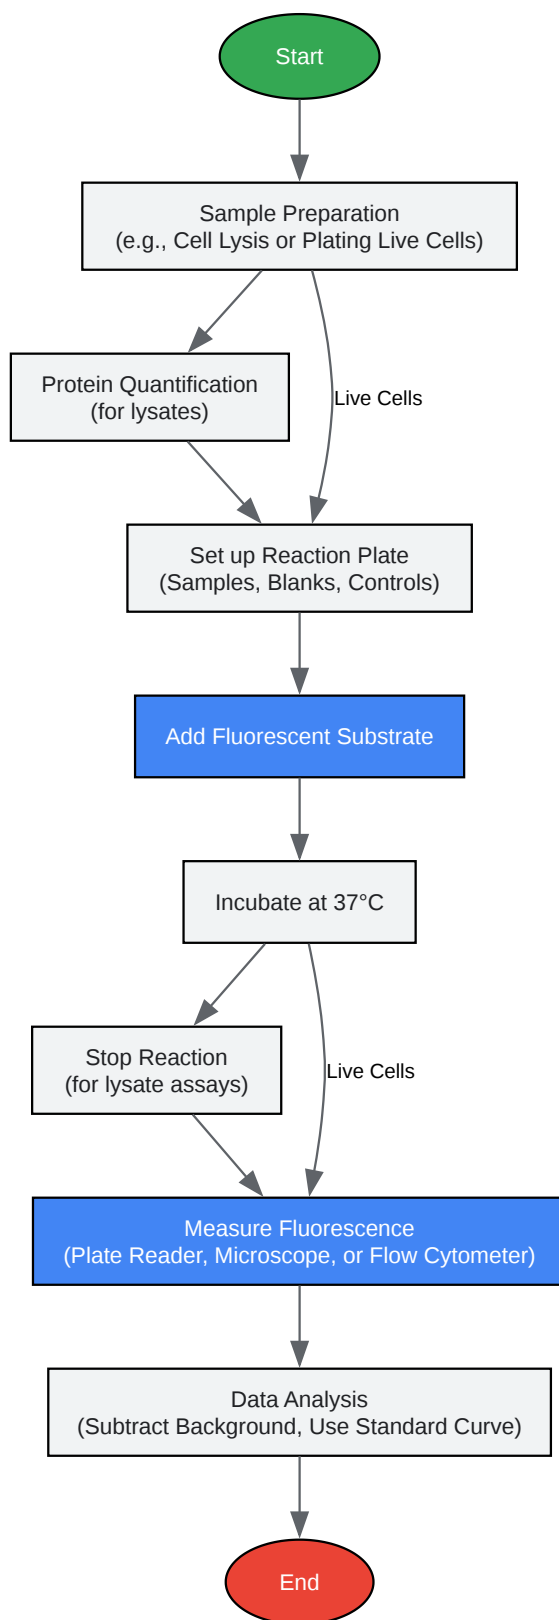 Start
Sample Preparation
(e.g., Cell Lysis or Plating Live Cells)
Protein Quantification
(for lysates)
Live Cells
Set up Reaction Plate
(Samples, Blanks, Controls)
Add Fluorescent Substrate
Incubate at 37°C
Stop Reaction
(for lysate assays)
Live Cells
Measure Fluorescence
(Plate Reader, Microscope, or Flow Cytometer)
Data Analysis
(Subtract Background, Use Standard Curve)
End